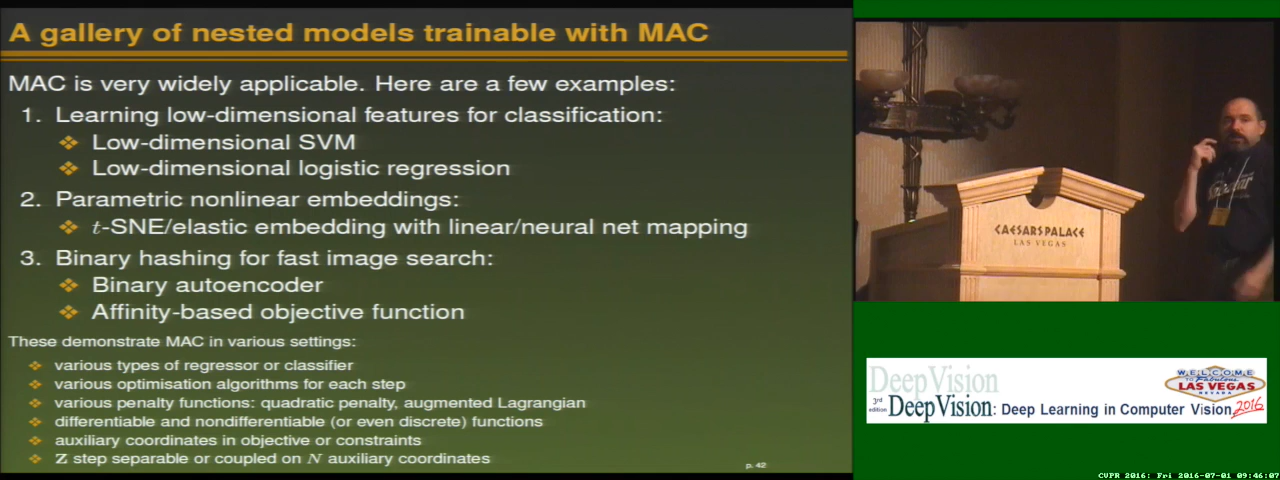 A gallery of nested models trainable with MAC
MAC is very widely applicable. Here are a few examples:
1. Learning low-dimensional features for classification:
Low-dimensional SVM
Low-dimensional logistic regression
2. Parametric nonlinear embeddings:
t-SNE/elastic embedding with linear/neural net mapping
3. Binary hashing for fast image search:
Binary autoencoder
Affinity-based objective function
These demonstrate MAC in various settings:
various types of regressor or classifier
various optimisation algorithms for each step
various penalty functions: quadratic penalty, augmented Lagrangian
differentiable and nondifferentiable (or even discrete) functions
auxiliary coordinates in objective or constraints
Z step separable or coupled on N auxiliary coordinates
p. 42
CAESARS PALACE
LAS VEGAS
DeepVision
WELCOME
TO Fabulous
LAS VEGAS
NEVADA
3rd
edition
DeepVision: Deep Learning in Computer Vision 2016
CVPR 2016: Fri 2016-07-01 09:46:07